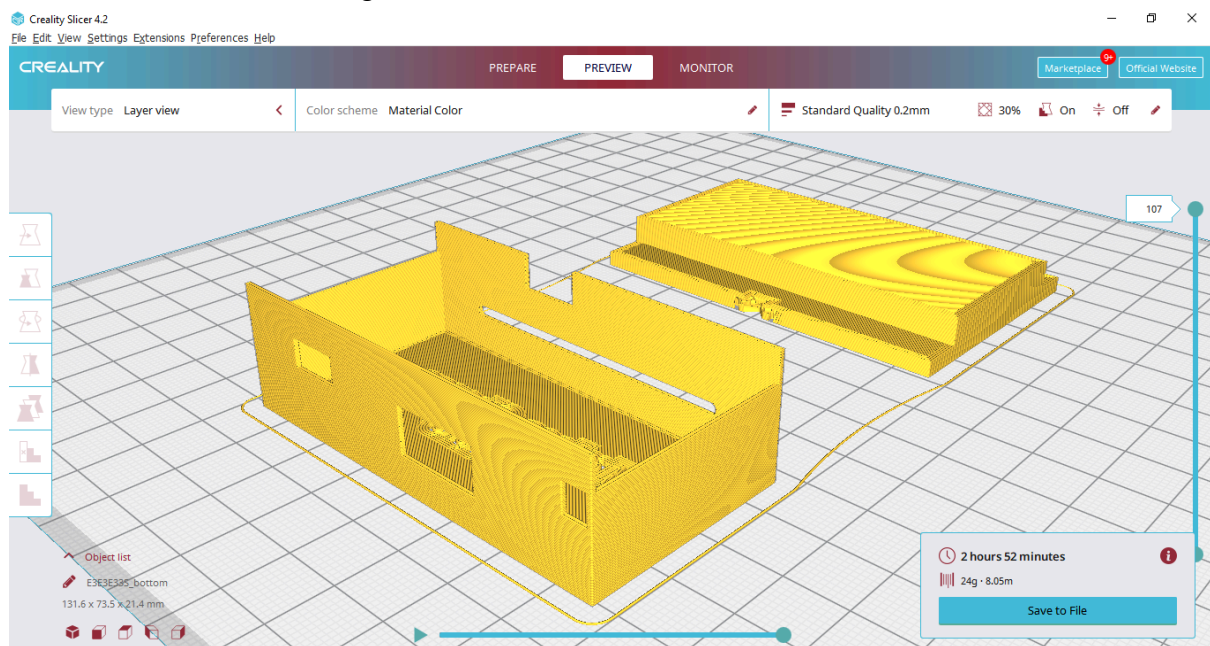 Creality Slicer 4.2
File Edit View Settings Extensions Preferences Help
CREALITY PREPARE PREVIEW MONITOR Marketplace 9+ Official Website
View type Layer view Color scheme Material Color Standard Quality 0.2mm 30% On Off
107
Object list
E3E3E33S_bottom
131.6 x 73.5 x 21.4 mm
2 hours 52 minutes
24g · 8.05m
Save to File